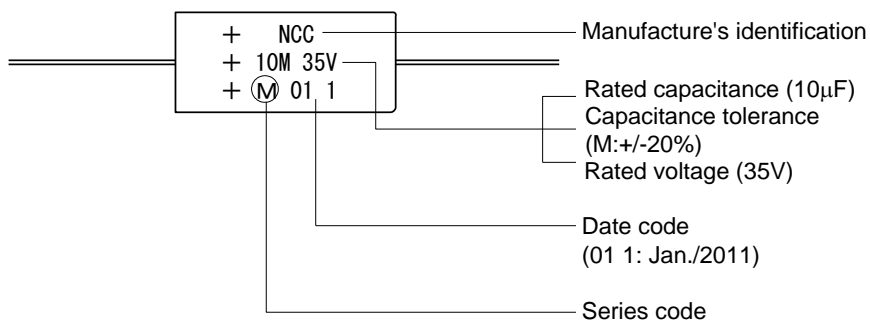 + NCC
+ 10M 35V
+ M 01 1
Manufacture's identification
Rated capacitance (10μF)
Capacitance tolerance
(M:+/-20%)
Rated voltage (35V)
Date code
(01 1: Jan./2011)
Series code